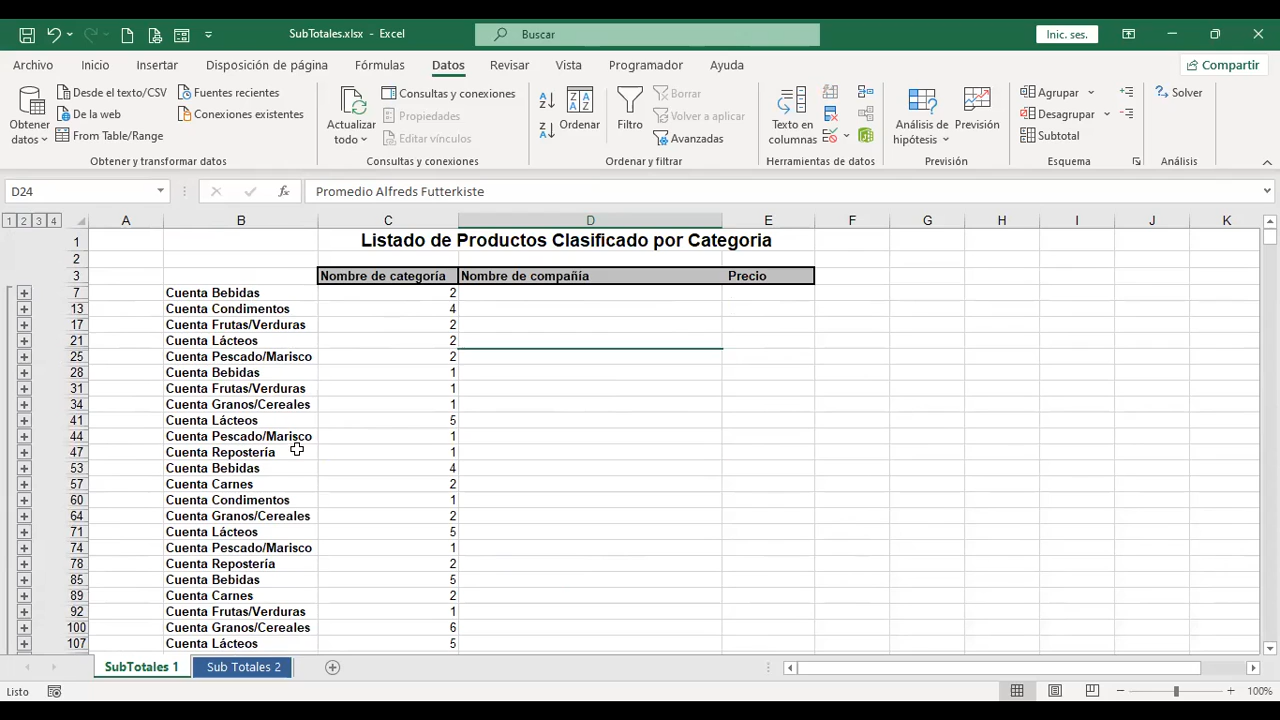 SubTotales.xlsx - Excel
Buscar
Inic. ses.
Archivo Inicio Insertar Disposición de página Fórmulas Datos Revisar Vista Programador Ayuda
Compartir
Obtener datos
Desde el texto/CSV
De la web
From Table/Range
Fuentes recientes
Conexiones existentes
Obtener y transformar datos
Actualizar todo
Consultas y conexiones
Propiedades
Editar vínculos
Consultas y conexiones
Ordenar
Filtro
Borrar
Volver a aplicar
Avanzadas
Ordenar y filtrar
Texto en columnas
Herramientas de datos
Análisis de hipótesis
Previsión
Previsión
Agrupar
Desagrupar
Subtotal
Esquema
Solver
Análisis
D24
Promedio Alfreds Futterkiste
1 2 3 4 A B C D E F G H I J K
1 Listado de Productos Clasificado por Categoria
2
3 Nombre de categoría Nombre de compañía Precio
7 Cuenta Bebidas 2
13 Cuenta Condimentos 4
17 Cuenta Frutas/Verduras 2
21 Cuenta Lácteos 2
25 Cuenta Pescado/Marisco 2
28 Cuenta Bebidas 1
31 Cuenta Frutas/Verduras 1
34 Cuenta Granos/Cereales 1
41 Cuenta Lácteos 5
44 Cuenta Pescado/Marisco 1
47 Cuenta Repostería 1
53 Cuenta Bebidas 4
57 Cuenta Carnes 2
60 Cuenta Condimentos 1
64 Cuenta Granos/Cereales 2
71 Cuenta Lácteos 5
74 Cuenta Pescado/Marisco 1
78 Cuenta Repostería 2
85 Cuenta Bebidas 5
89 Cuenta Carnes 2
92 Cuenta Frutas/Verduras 1
100 Cuenta Granos/Cereales 6
107 Cuenta Lácteos 5
SubTotales 1 Sub Totales 2
Listo
100%